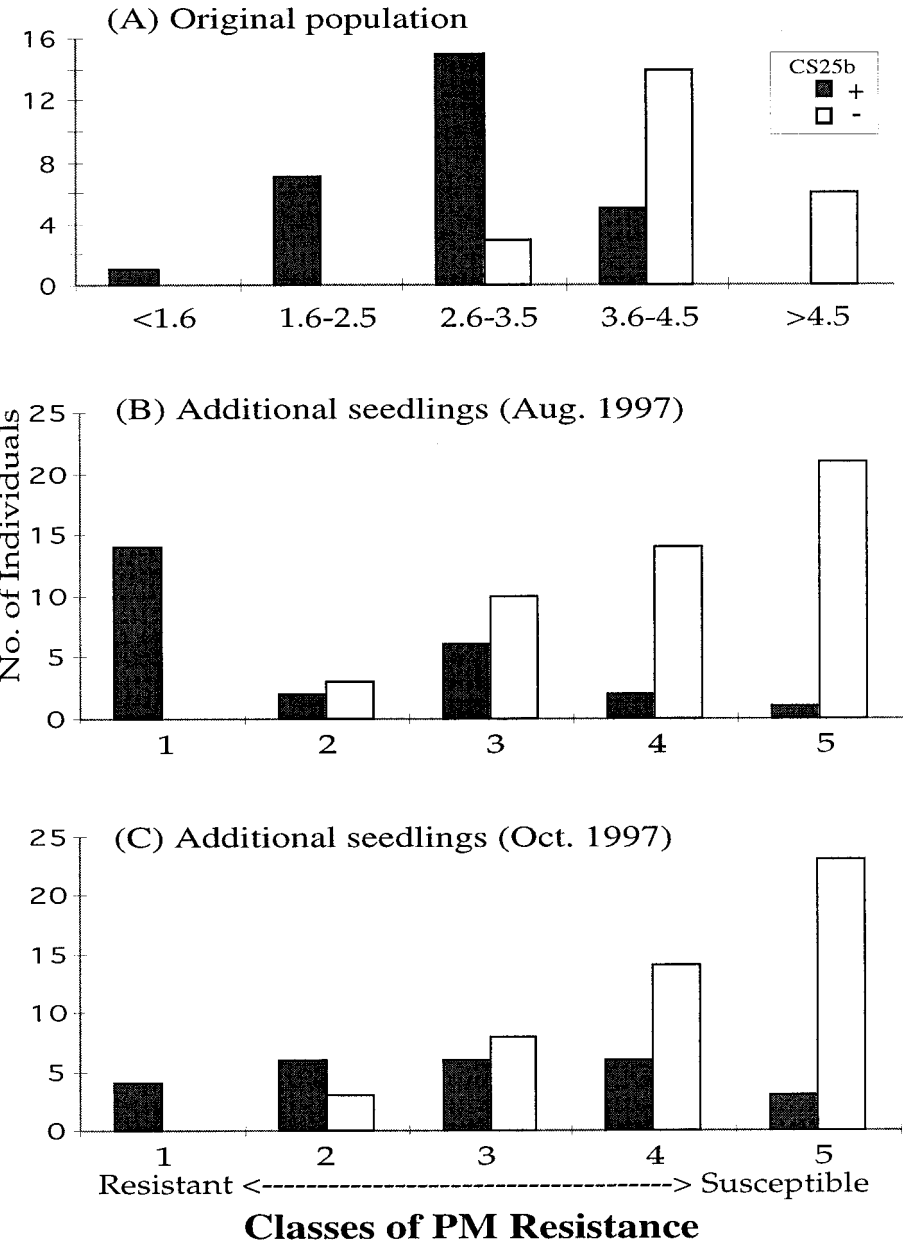 (A) Original population
16
12
8
4
0
CS25b
+
-
<1.6 1.6-2.5 2.6-3.5 3.6-4.5 >4.5
No. of Individuals
(B) Additional seedlings (Aug. 1997)
25
20
15
10
5
0
1 2 3 4 5
(C) Additional seedlings (Oct. 1997)
25
20
15
10
5
0
1 2 3 4 5
Resistant <----------------------------------------> Susceptible
Classes of PM Resistance